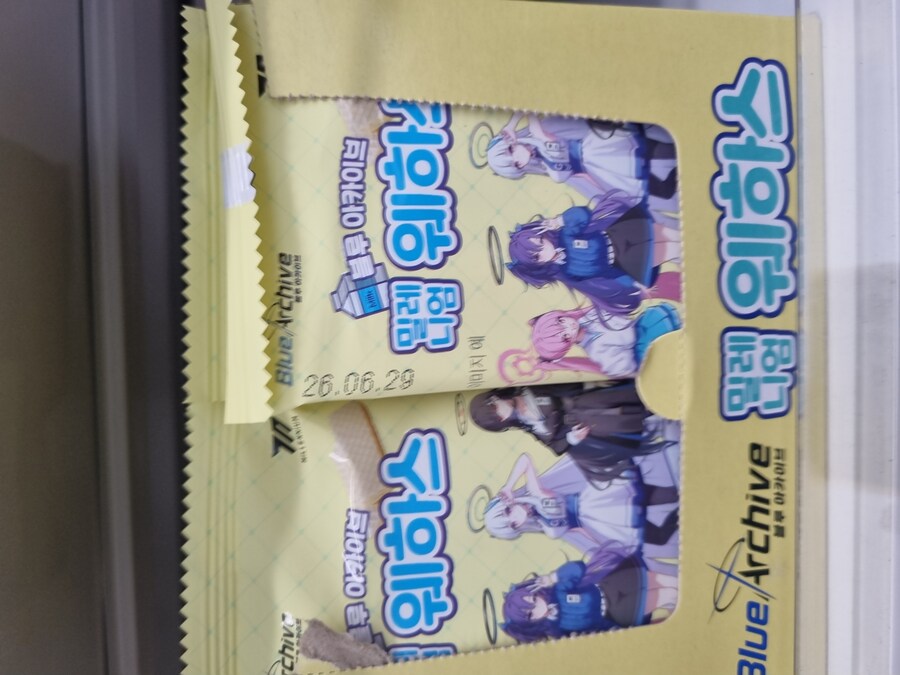 Blue Archive
블루 아카이브
밀레
니엄
웨하스
Blue Archive
블루 아카이브
블루 아카이브
밀레
니엄
웨하스
26.06.29
MILLENNIUM
블루 아카이브
웨하스